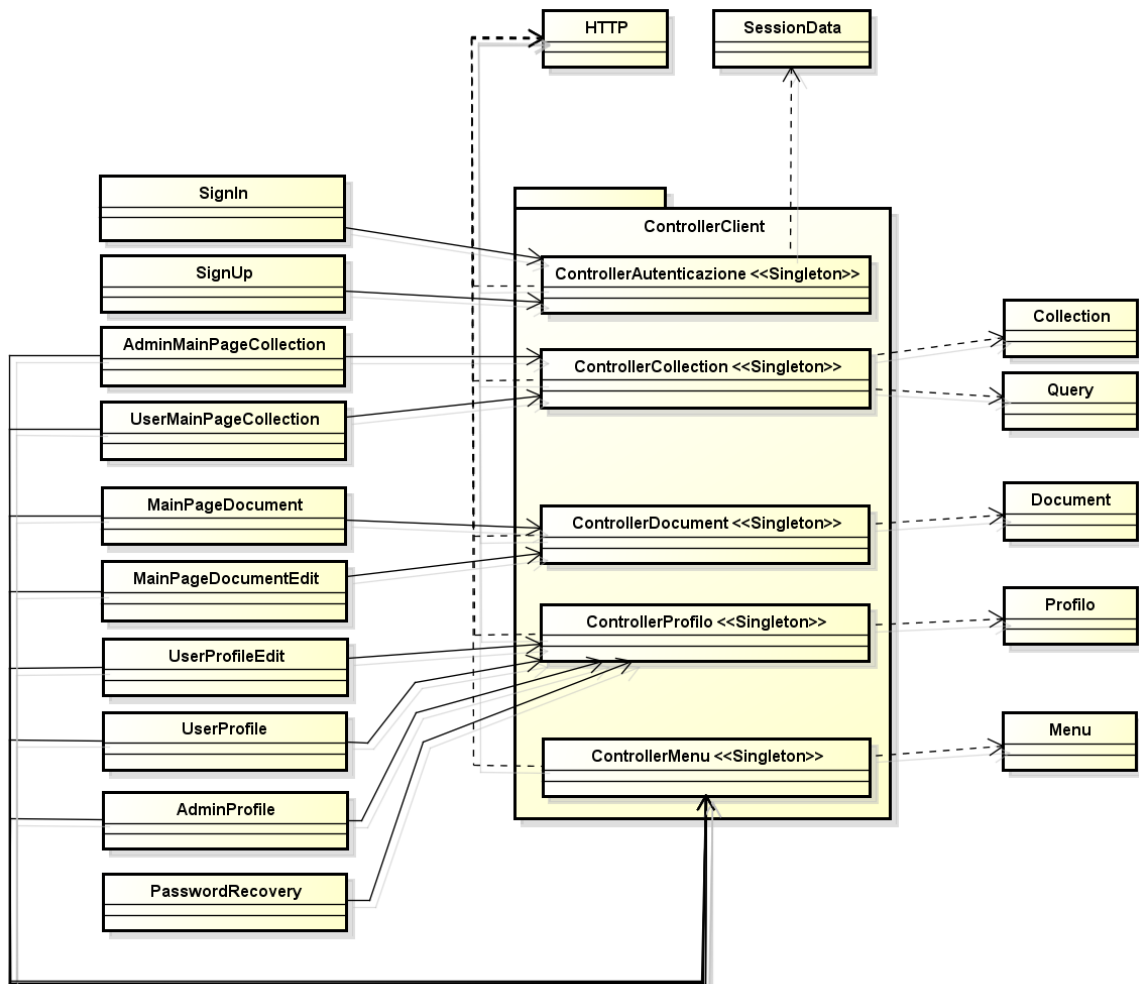 HTTP
SessionData
SignIn
SignUp
AdminMainPageCollection
UserMainPageCollection
MainPageDocument
MainPageDocumentEdit
UserProfileEdit
UserProfile
AdminProfile
PasswordRecovery
ControllerClient
ControllerAutenticazione <<Singleton>>
ControllerCollection <<Singleton>>
ControllerDocument <<Singleton>>
ControllerProfilo <<Singleton>>
ControllerMenu <<Singleton>>
Collection
Query
Document
Profilo
Menu